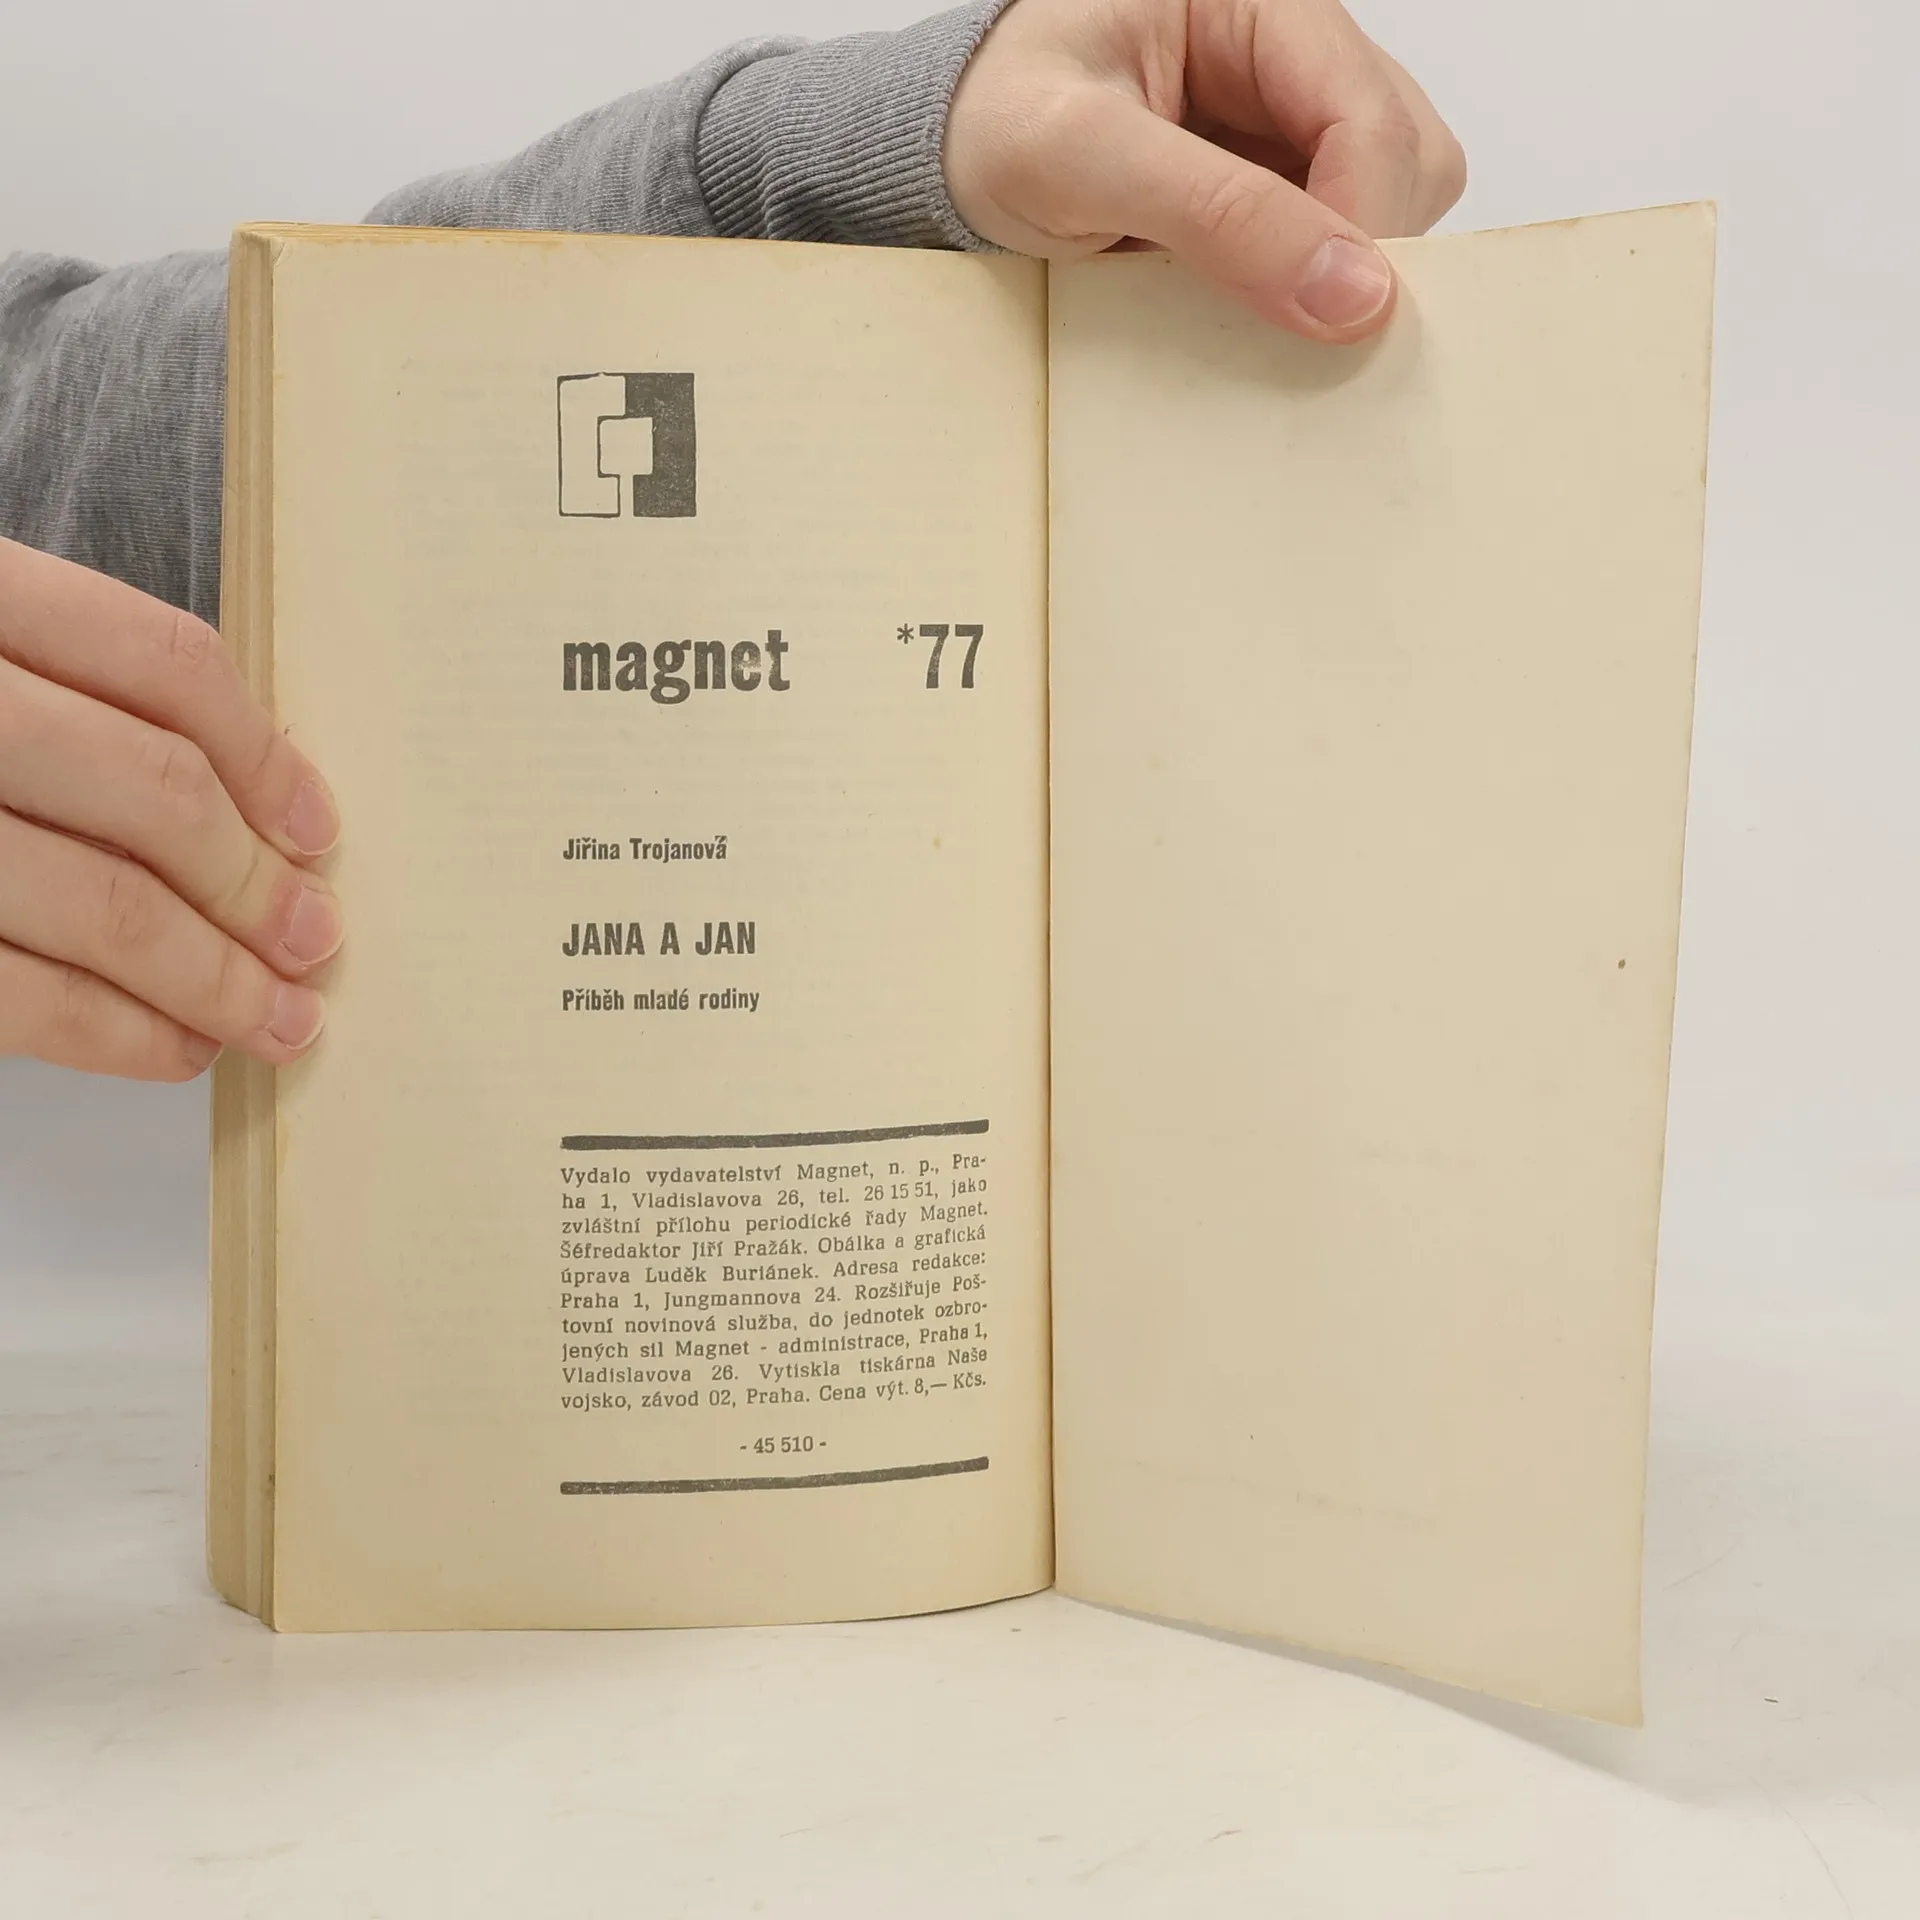 magnet *77
Jiřina Trojanová
JANA A JAN
Příběh mladé rodiny
Vydalo vydavatelství Magnet, n. p., Pra-
ha 1, Vladislavova 26, tel. 26 15 51, jako
zvláštní přílohu periodické řady Magnet.
Šéfredaktor Jiří Pražák. Obálka a grafická
úprava Luděk Buriánek. Adresa redakce:
Praha 1, Jungmannova 24. Rozšiřuje Poš-
tovní novinová služba, do jednotek ozbro-
jených sil Magnet - administrace, Praha 1,
Vladislavova 26. Vytiskla tiskárna Naše
vojsko, závod 02, Praha. Cena výt. 8,— Kčs.
- 45 510 -